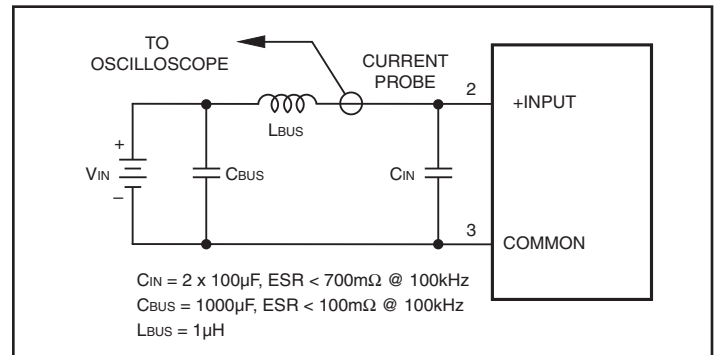 TO
OSCILLOSCOPE
CURRENT
PROBE
2
+INPUT
LBUS
+
VIN
–
CBUS
CIN
3
COMMON
CIN = 2 x 100μF, ESR < 700mΩ @ 100kHz
CBUS = 1000μF, ESR < 100mΩ @ 100kHz
LBUS = 1μH